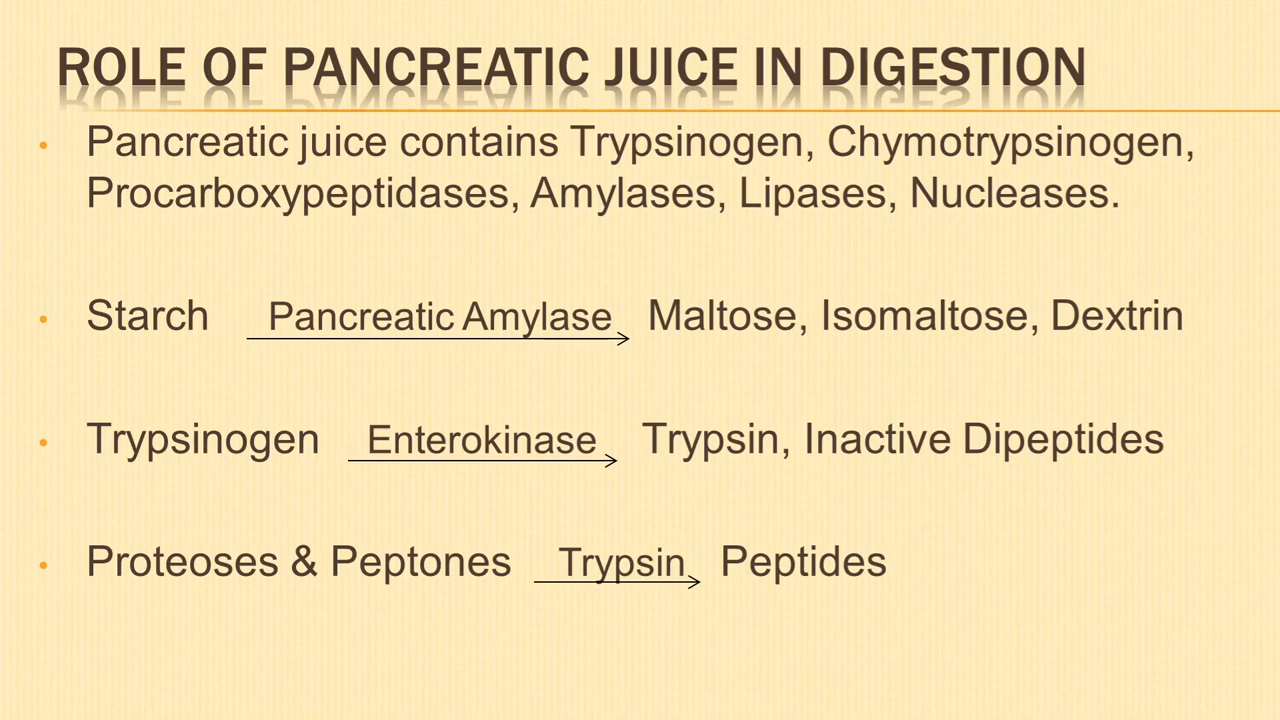 ROLE OF PANCREATIC JUICE IN DIGESTION
• Pancreatic juice contains Trypsinogen, Chymotrypsinogen,
Procarboxypeptidases, Amylases, Lipases, Nucleases.
• Starch Pancreatic Amylase Maltose, Isomaltose, Dextrin
• Trypsinogen Enterokinase Trypsin, Inactive Dipeptides
• Proteoses & Peptones Trypsin Peptides